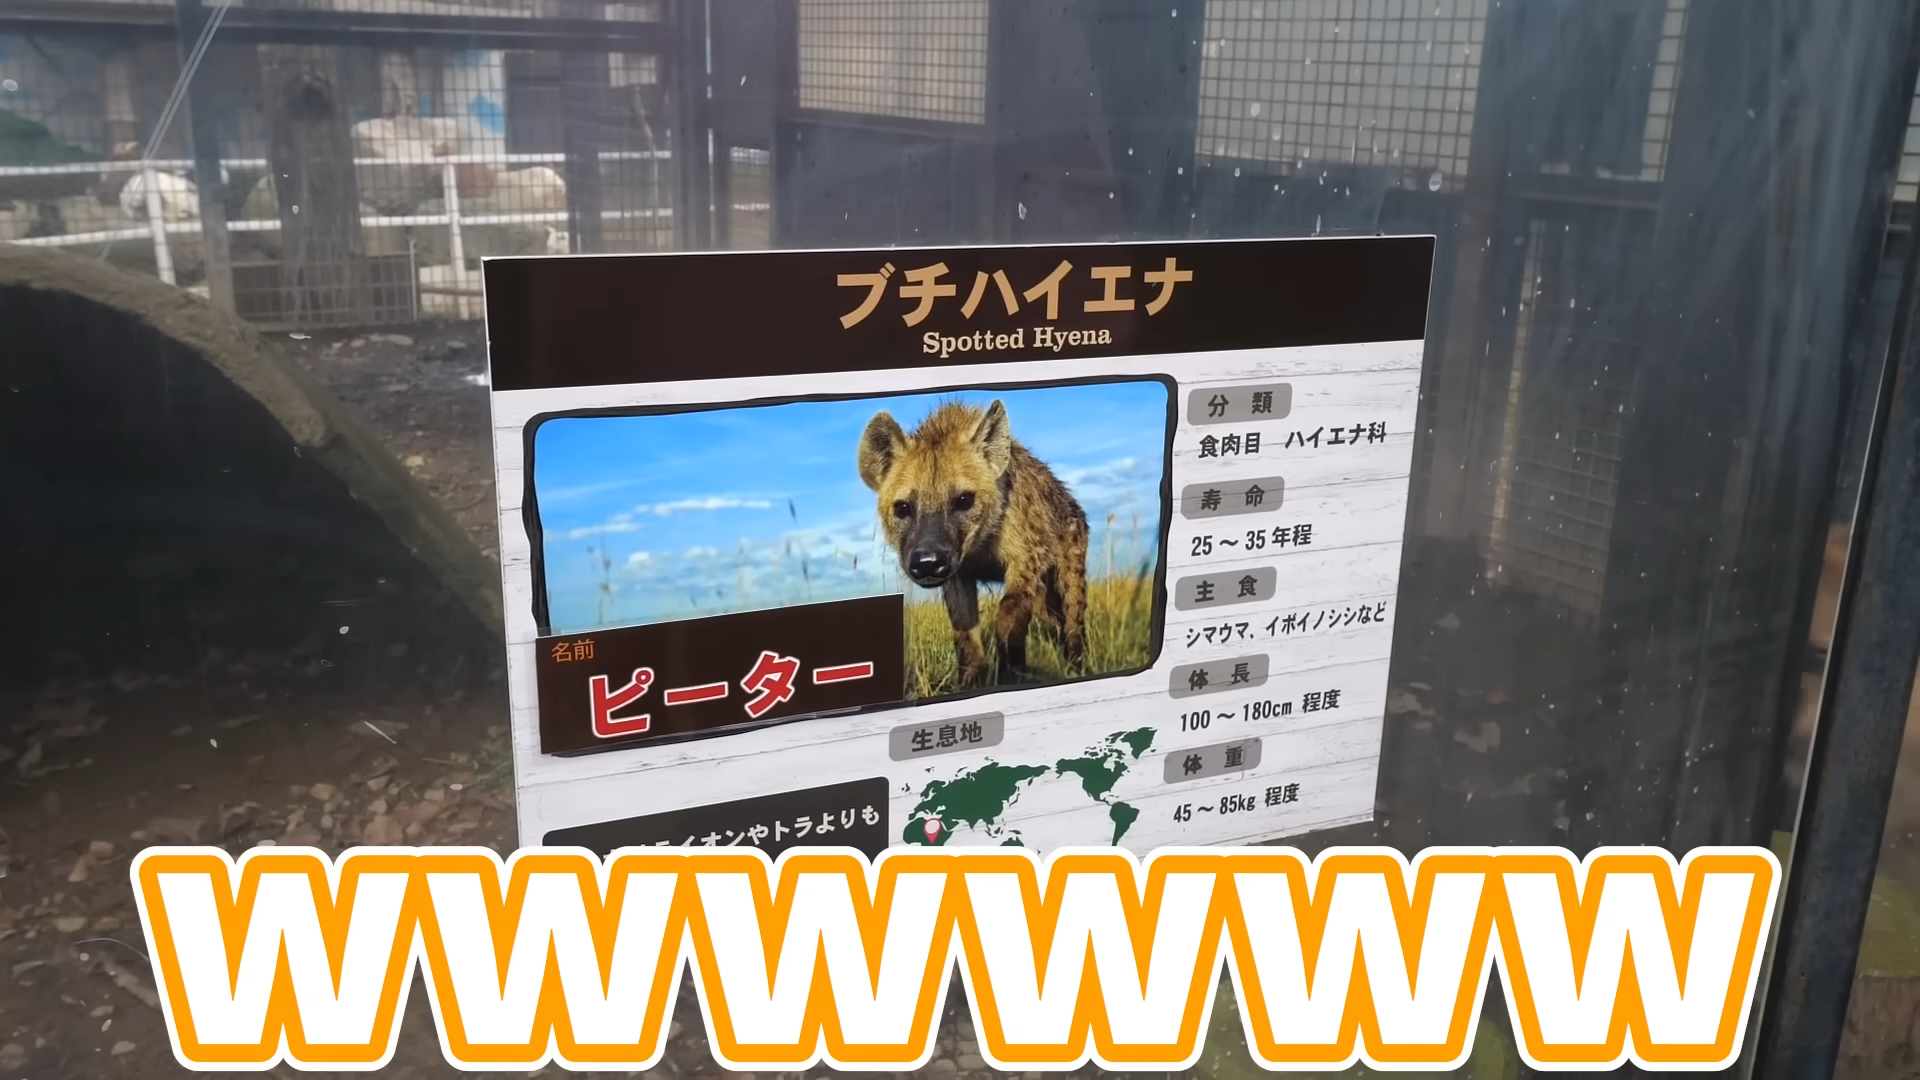 ブチハイエナ
Spotted Hyena
分類
食肉目 ハイエナ科
寿命
25～35年程
主食
シマウマ、イボイノシシなど
体長
100～180cm 程度
体重
45～85kg 程度
名前
ピーター
生息地
ライオンやトラよりも
WWWWWW